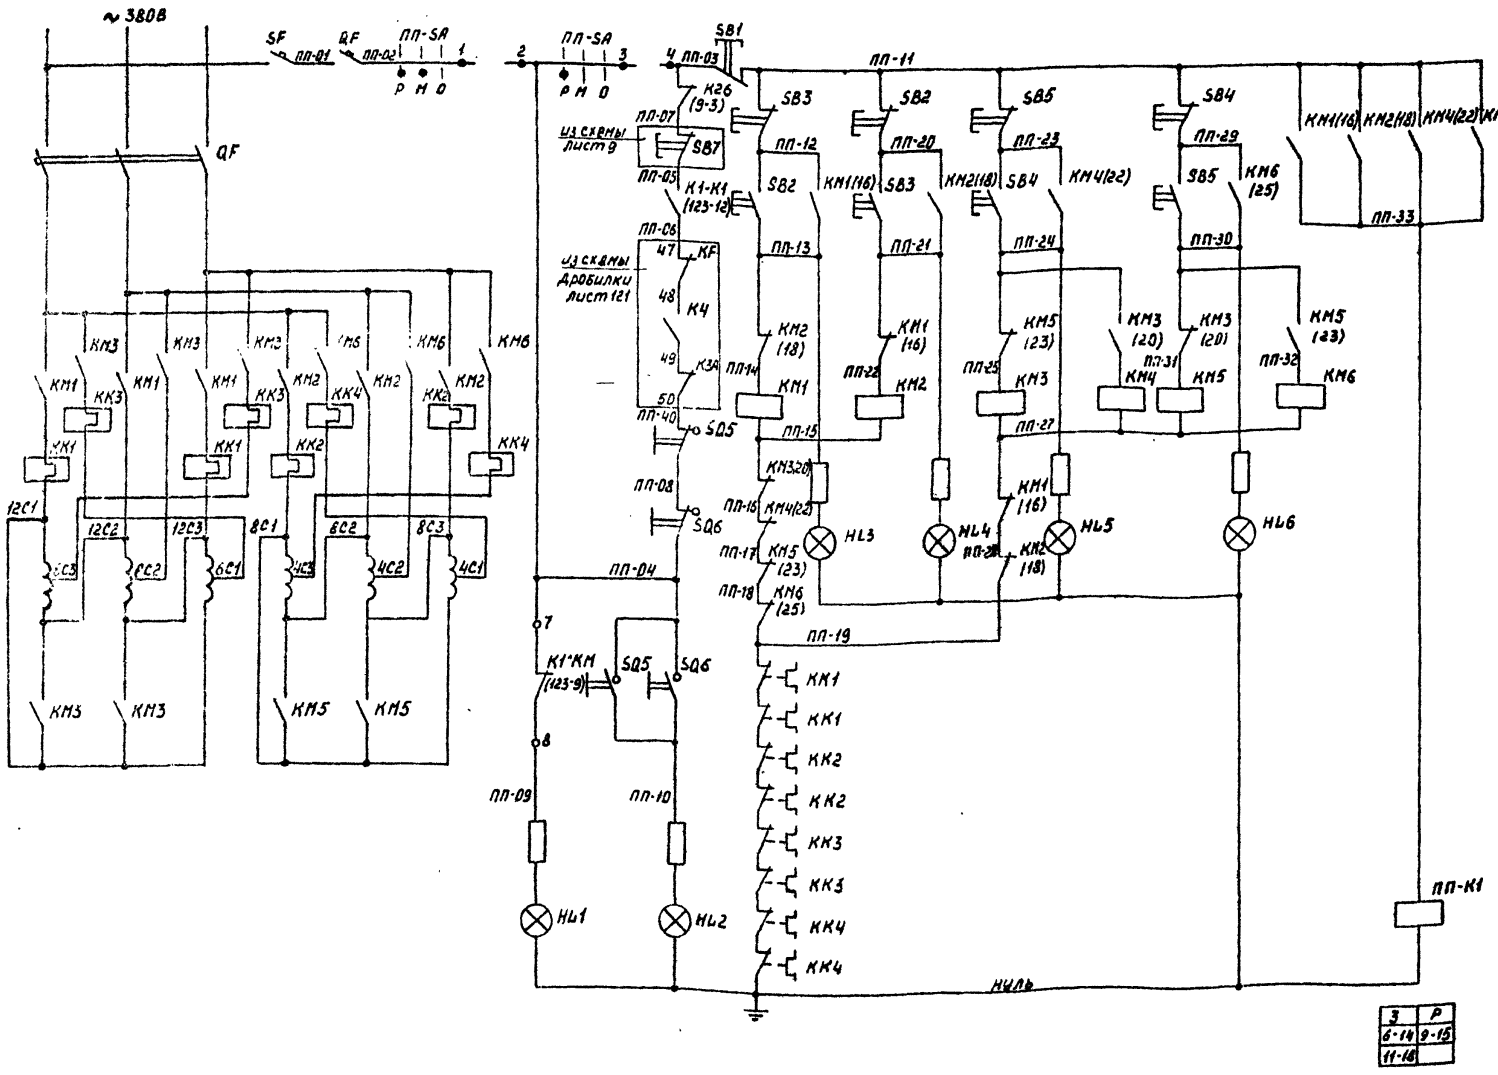 ~ 380В
SF
ПП-01
QF
ПП-02
ПП-SA
Р М О
1
2
ПП-SA
Р М О
3
4
ПП-03
SB1
ПП-11
QF
К26
(9-3)
ПП-07
ИЗ СХЕМЫ
ЛИСТ 9
SB7
ПП-05
К1-К1
(123-12)
ПП-06
ИЗ СХЕМЫ
ДРОБИЛКИ
ЛИСТ 121
47
KF
48
К4
49
К3А
50
ПП-40
SQ5
ПП-08
SQ6
ПП-04
SB3
ПП-12
SB2
КМ1(16)
ПП-13
КМ2
(18)
ПП-14
КМ1
ПП-15
SB2
ПП-20
SB3
КМ2(18)
ПП-21
КМ1
(16)
ПП-22
КМ2
SB5
ПП-23
SB4
КМ4(22)
ПП-24
КМ5
(23)
ПП-25
КМ3
КМ3
(20)
КМ4
ПП-27
SB4
ПП-29
SB5
КМ6
(25)
ПП-30
КМ3
(20)
ПП-31
КМ5
КМ5
(23)
ПП-32
КМ6
КМ1(16)
КМ2(18)
КМ4(22)
ПП-33
КМ3
КМ3
КМ3
КМ6
КМ6
КМ6
КМ1
КМ1
КМ1
КМ2
КМ2
КМ2
КК3
КК3
КК4
КК2
КК1
КК1
КК2
КК4
12С1
12С2
12С3
8С1
8С2
8С3
6С3
6С2
6С1
4С3
4С2
4С1
КМ3
КМ3
КМ5
КМ5
КМ3(20)
ПП-16
КМ4(22)
ПП-17
КМ5
(23)
ПП-18
КМ6
(25)
ПП-19
КМ1
(16)
КМ2
(18)
HL3
HL4
HL5
HL6
7
К1-КМ
(123-9)
8
SQ5
SQ6
ПП-09
ПП-10
HL1
HL2
КК1
КК1
КК2
КК2
КК3
КК3
КК4
КК4
ПП-К1
НУЛЬ
З Р
6-14 9-15
11-18